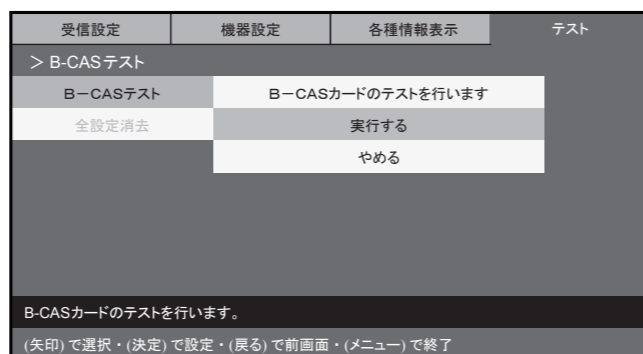 受信設定 機器設定 各種情報表示 テスト
＞B-CASテスト
B－CASテスト B－CASカードのテストを行います
全設定消去 実行する
やめる
B-CASカードのテストを行います。
(矢印) で選択・(決定) で設定・(戻る) で前画面・(メニュー) で終了